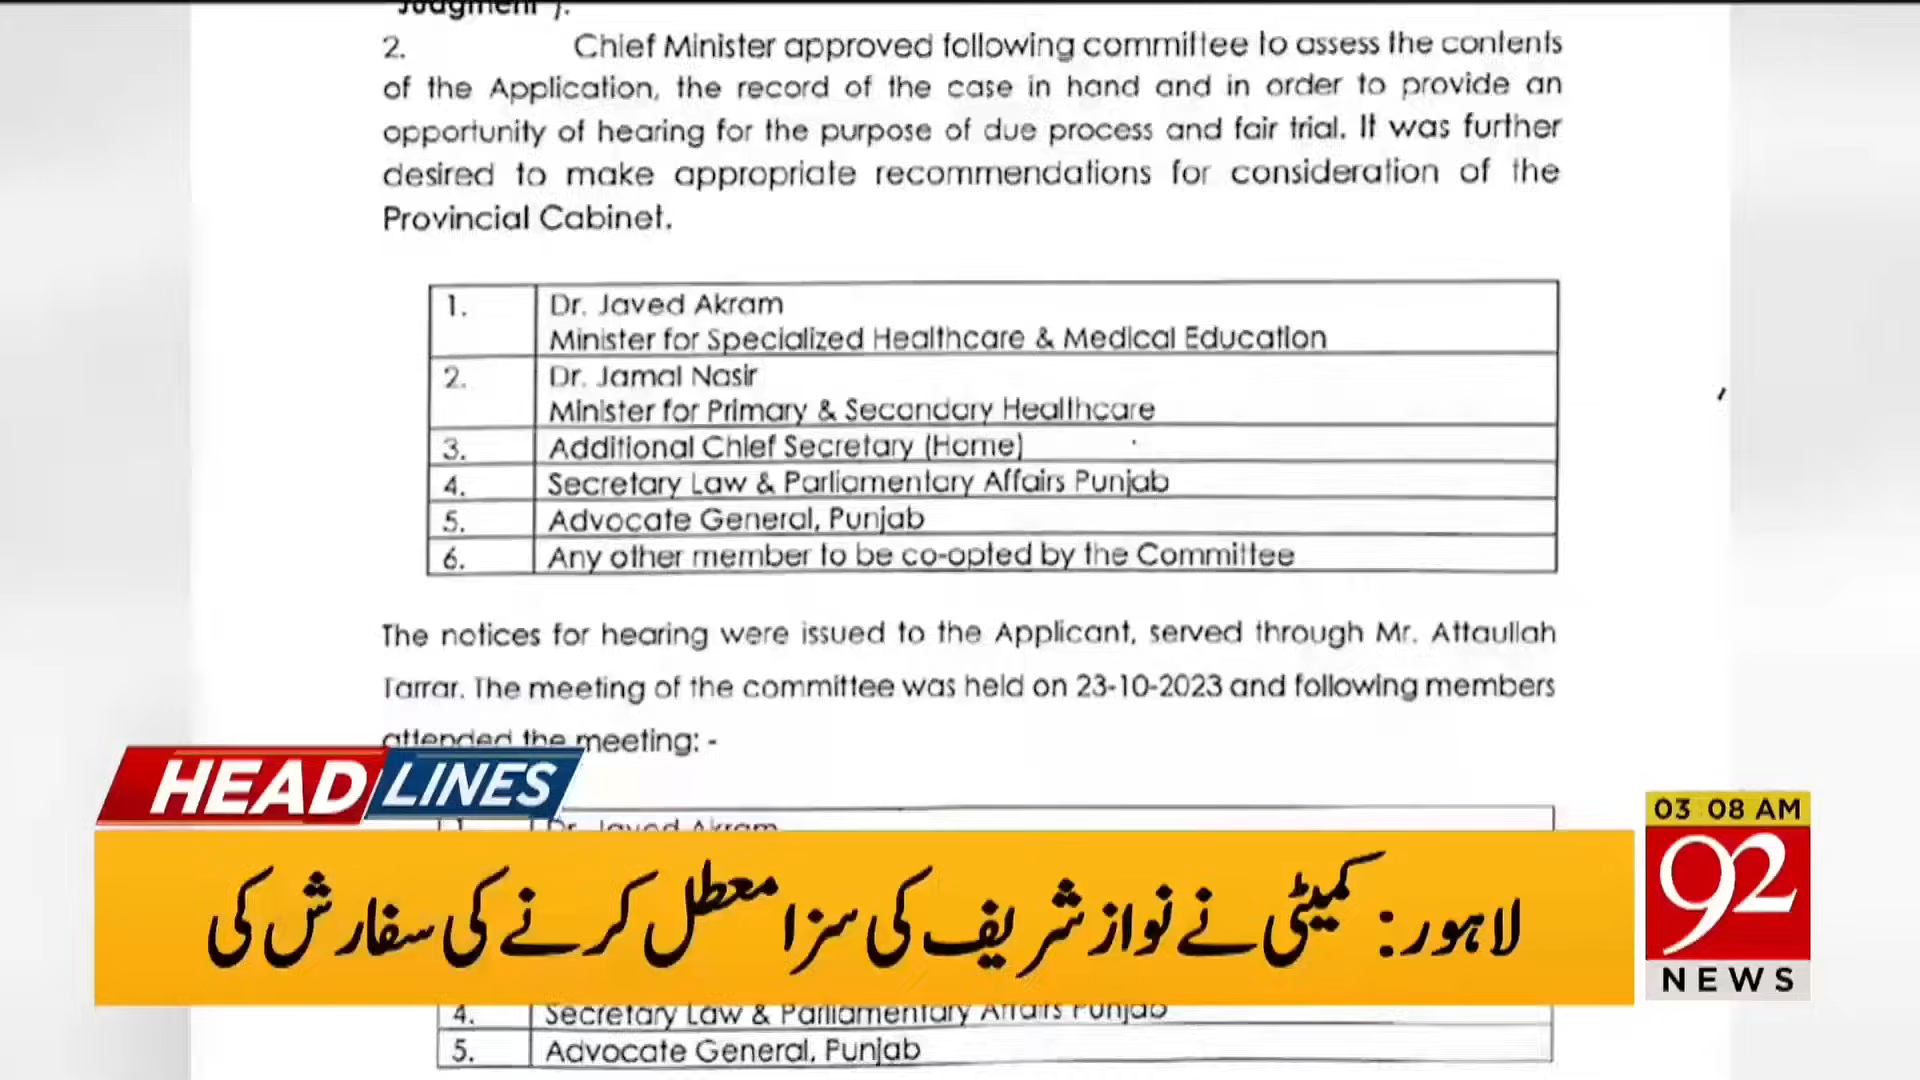 Judgment").
2. Chief Minister approved following committee to assess the contents
of the Application, the record of the case in hand and in order to provide an
opportunity of hearing for the purpose of due process and fair trial. It was further
desired to make appropriate recommendations for consideration of the
Provincial Cabinet.
1. Dr. Javed Akram
Minister for Specialized Healthcare & Medical Education
2. Dr. Jamal Nasir
Minister for Primary & Secondary Healthcare
3. Additional Chief Secretary (Home)
4. Secretary Law & Parliamentary Affairs Punjab
5. Advocate General, Punjab
6. Any other member to be co-opted by the Committee
The notices for hearing were issued to the Applicant, served through Mr. Attaullah
Tarrar. The meeting of the committee was held on 23-10-2023 and following members
attended the meeting: -
HEADLINES
1. Dr. Javed Akram
03 08 AM
92
NEWS
لاہور: کمیٹی نے نواز شریف کی سزا معطل کرنے کی سفارش کی
4. Secretary Law & Parliamentary Affairs Punjab
5. Advocate General, Punjab